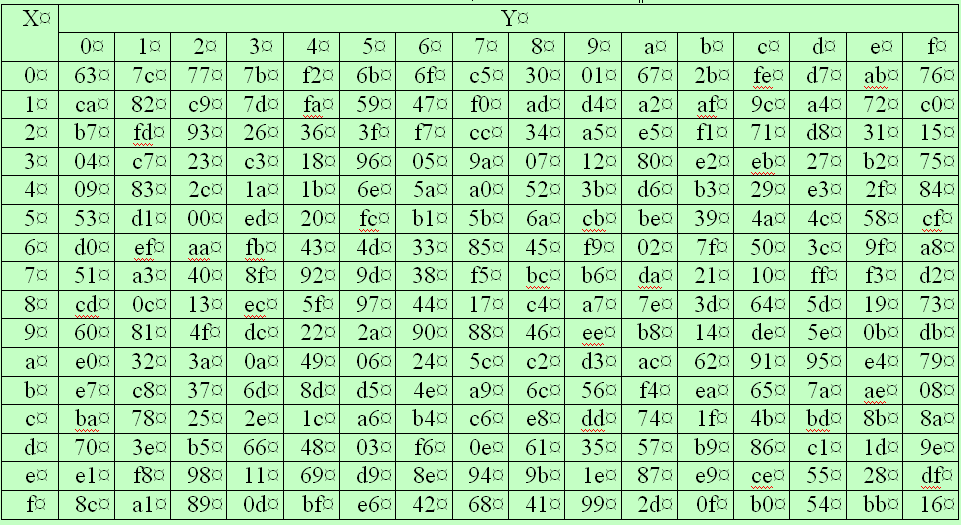 X¤ Y¤
0¤ 1¤ 2¤ 3¤ 4¤ 5¤ 6¤ 7¤ 8¤ 9¤ a¤ b¤ c¤ d¤ e¤ f¤
0¤ 63¤ 7c¤ 77¤ 7b¤ f2¤ 6b¤ 6f¤ c5¤ 30¤ 01¤ 67¤ 2b¤ fe¤ d7¤ ab¤ 76¤
1¤ ca¤ 82¤ c9¤ 7d¤ fa¤ 59¤ 47¤ f0¤ ad¤ d4¤ a2¤ af¤ 9c¤ a4¤ 72¤ c0¤
2¤ b7¤ fd¤ 93¤ 26¤ 36¤ 3f¤ f7¤ cc¤ 34¤ a5¤ e5¤ f1¤ 71¤ d8¤ 31¤ 15¤
3¤ 04¤ c7¤ 23¤ c3¤ 18¤ 96¤ 05¤ 9a¤ 07¤ 12¤ 80¤ e2¤ eb¤ 27¤ b2¤ 75¤
4¤ 09¤ 83¤ 2c¤ 1a¤ 1b¤ 6e¤ 5a¤ a0¤ 52¤ 3b¤ d6¤ b3¤ 29¤ e3¤ 2f¤ 84¤
5¤ 53¤ d1¤ 00¤ ed¤ 20¤ fc¤ b1¤ 5b¤ 6a¤ cb¤ be¤ 39¤ 4a¤ 4c¤ 58¤ cf¤
6¤ d0¤ ef¤ aa¤ fb¤ 43¤ 4d¤ 33¤ 85¤ 45¤ f9¤ 02¤ 7f¤ 50¤ 3c¤ 9f¤ a8¤
7¤ 51¤ a3¤ 40¤ 8f¤ 92¤ 9d¤ 38¤ f5¤ bc¤ b6¤ da¤ 21¤ 10¤ ff¤ f3¤ d2¤
8¤ cd¤ 0c¤ 13¤ ec¤ 5f¤ 97¤ 44¤ 17¤ c4¤ a7¤ 7e¤ 3d¤ 64¤ 5d¤ 19¤ 73¤
9¤ 60¤ 81¤ 4f¤ dc¤ 22¤ 2a¤ 90¤ 88¤ 46¤ ee¤ b8¤ 14¤ de¤ 5e¤ 0b¤ db¤
a¤ e0¤ 32¤ 3a¤ 0a¤ 49¤ 06¤ 24¤ 5c¤ c2¤ d3¤ ac¤ 62¤ 91¤ 95¤ e4¤ 79¤
b¤ e7¤ c8¤ 37¤ 6d¤ 8d¤ d5¤ 4e¤ a9¤ 6c¤ 56¤ f4¤ ea¤ 65¤ 7a¤ ae¤ 08¤
c¤ ba¤ 78¤ 25¤ 2e¤ 1c¤ a6¤ b4¤ c6¤ e8¤ dd¤ 74¤ 1f¤ 4b¤ bd¤ 8b¤ 8a¤
d¤ 70¤ 3e¤ b5¤ 66¤ 48¤ 03¤ f6¤ 0e¤ 61¤ 35¤ 57¤ b9¤ 86¤ c1¤ 1d¤ 9e¤
e¤ e1¤ f8¤ 98¤ 11¤ 69¤ d9¤ 8e¤ 94¤ 9b¤ 1e¤ 87¤ e9¤ ce¤ 55¤ 28¤ df¤
f¤ 8c¤ a1¤ 89¤ 0d¤ bf¤ e6¤ 42¤ 68¤ 41¤ 99¤ 2d¤ 0f¤ b0¤ 54¤ bb¤ 16¤